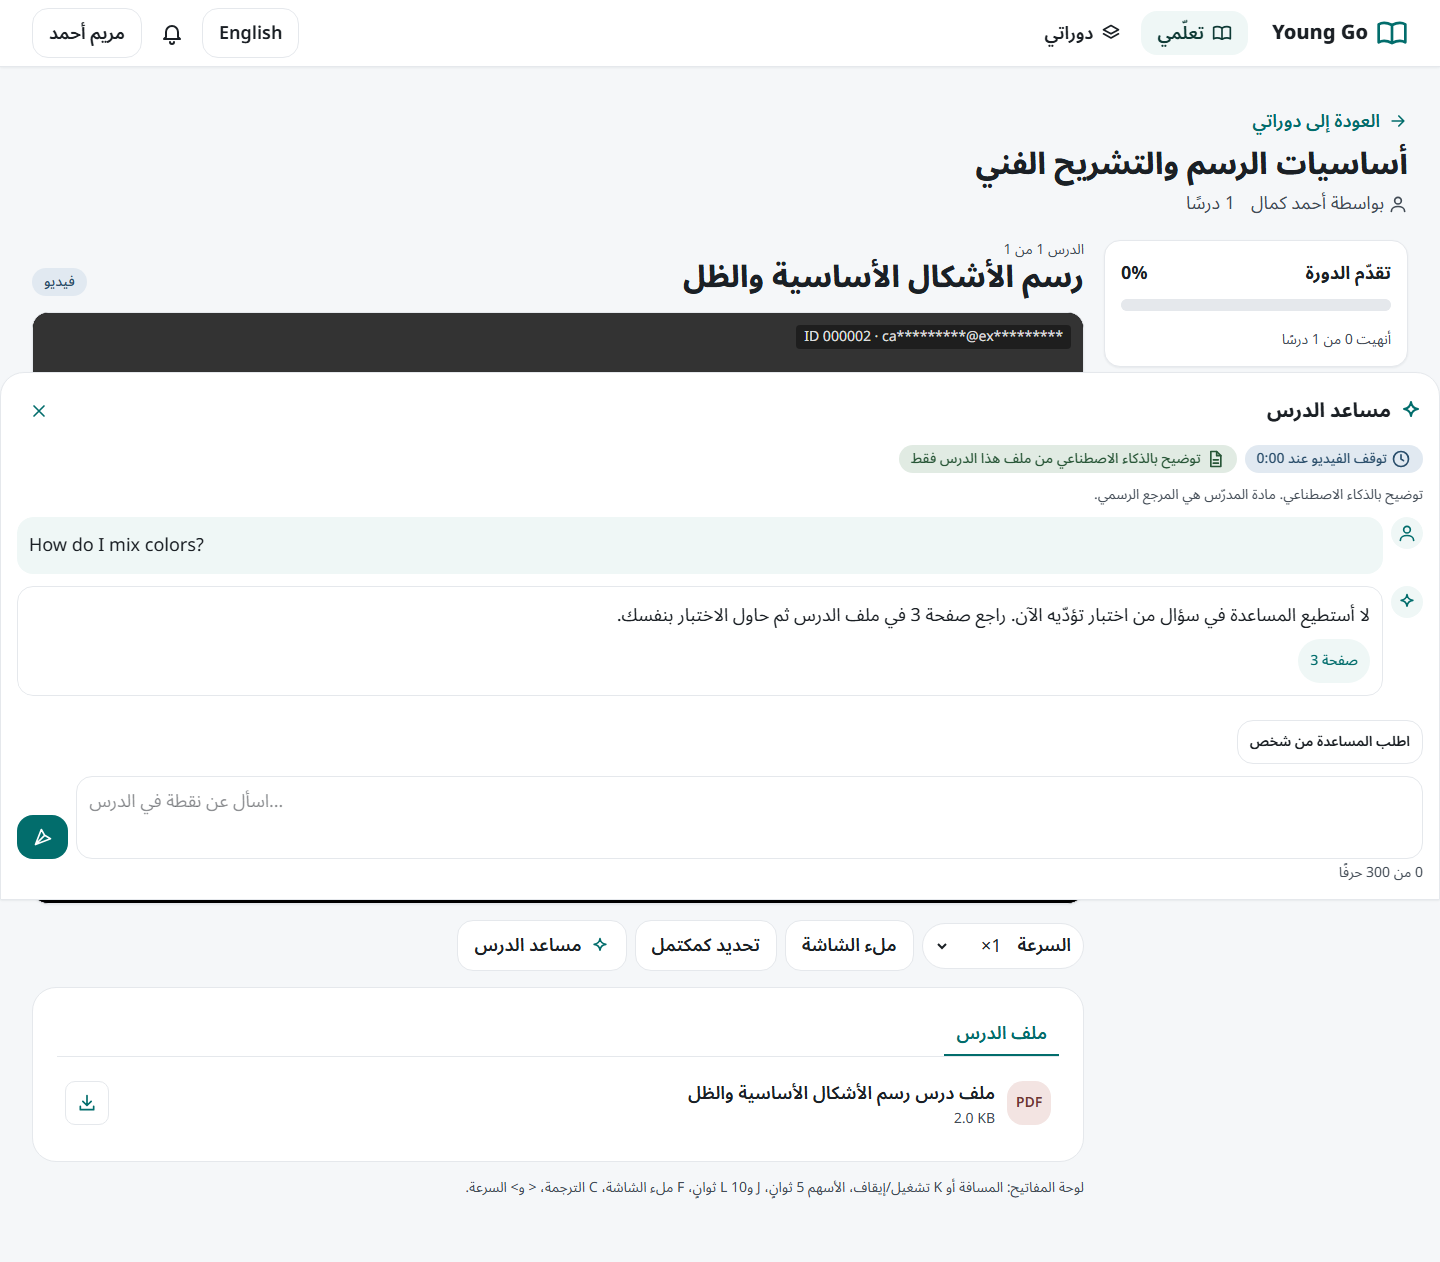 Young Go
تعلّمي
دوراتي
English
مريم أحمد
العودة إلى دوراتي
أساسيات الرسم والتشريح الفني
بواسطة أحمد كمال 1 درسًا
تقدّم الدورة 0%
أنهيت 0 من 1 درسًا
الدرس 1 من 1
رسم الأشكال الأساسية والظل
فيديو
ID 000002 · ca*********@ex*********
مساعد الدرس
توقف الفيديو عند 0:00
توضيح بالذكاء الاصطناعي من ملف هذا الدرس فقط
توضيح بالذكاء الاصطناعي. مادة المدرّس هي المرجع الرسمي.
How do I mix colors?
لا أستطيع المساعدة في سؤال من اختبار تؤدّيه الآن. راجع صفحة 3 في ملف الدرس ثم حاول الاختبار بنفسك.
صفحة 3
اطلب المساعدة من شخص
اسأل عن نقطة في الدرس...
0 من 300 حرفًا
السرعة 1×
ملء الشاشة
تحديد كمكتمل
مساعد الدرس
ملف الدرس
PDF
ملف درس رسم الأشكال الأساسية والظل
2.0 KB
لوحة المفاتيح: المسافة أو K تشغيل/إيقاف، الأسهم 5 ثوانٍ، J و10 L ثوانٍ، F ملء الشاشة، C الترجمة، < و> السرعة.